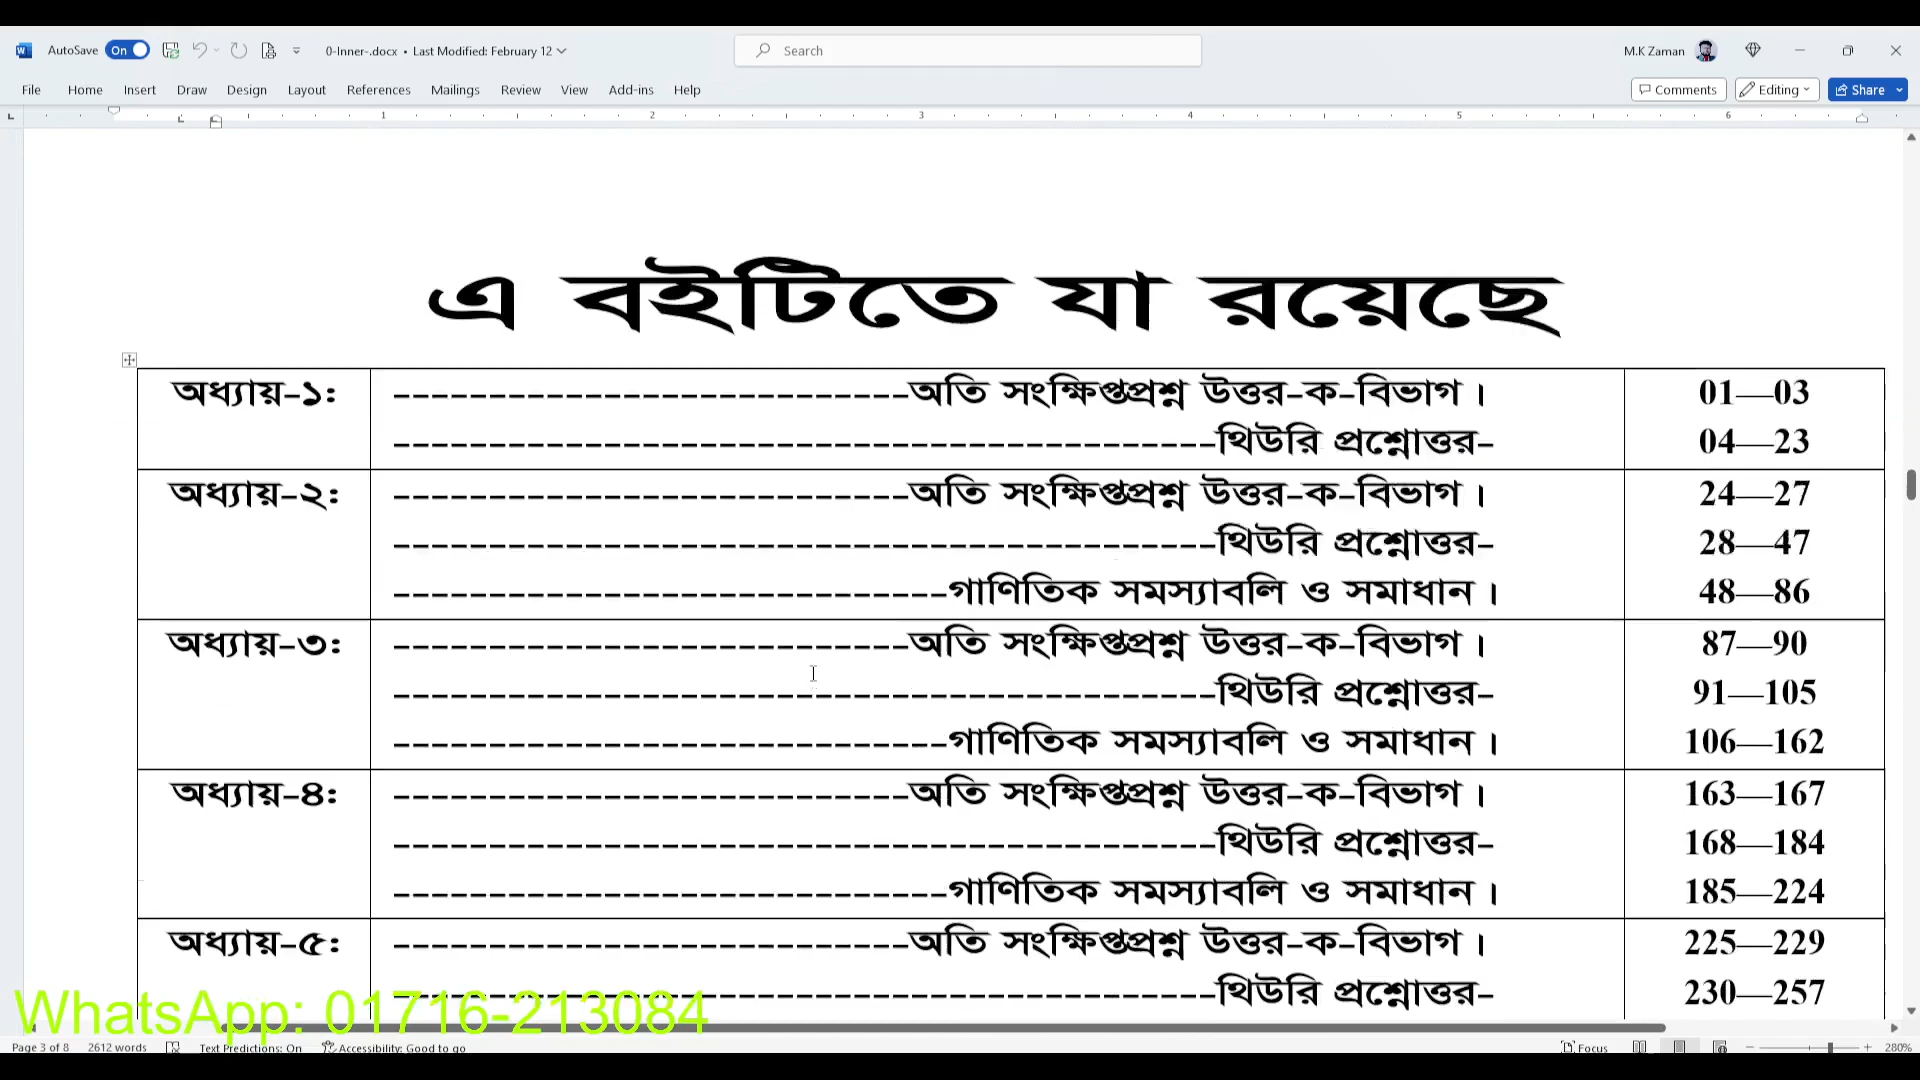 AutoSave On 0-Inner-.docx • Last Modified: February 12 Search M.K Zaman
File Home Insert Draw Design Layout References Mailings Review View Add-ins Help Comments Editing Share
1 2 3 4 5 6
এ বইটিতে যা রয়েছে
অধ্যায়-১: ---------------------------অতি সংক্ষিপ্তপ্রশ্ন উত্তর-ক-বিভাগ। 01—03
-------------------------------------------থিউরি প্রশ্নোত্তর- 04—23
অধ্যায়-২: ---------------------------অতি সংক্ষিপ্তপ্রশ্ন উত্তর-ক-বিভাগ। 24—27
-------------------------------------------থিউরি প্রশ্নোত্তর- 28—47
-----------------------------গাণিতিক সমস্যাবলি ও সমাধান। 48—86
অধ্যায়-৩: ---------------------------অতি সংক্ষিপ্তপ্রশ্ন উত্তর-ক-বিভাগ। 87—90
-------------------------------------------থিউরি প্রশ্নোত্তর- 91—105
-----------------------------গাণিতিক সমস্যাবলি ও সমাধান। 106—162
অধ্যায়-৪: ---------------------------অতি সংক্ষিপ্তপ্রশ্ন উত্তর-ক-বিভাগ। 163—167
-------------------------------------------থিউরি প্রশ্নোত্তর- 168—184
-----------------------------গাণিতিক সমস্যাবলি ও সমাধান। 185—224
অধ্যায়-৫: ---------------------------অতি সংক্ষিপ্তপ্রশ্ন উত্তর-ক-বিভাগ। 225—229
-------------------------------------------থিউরি প্রশ্নোত্তর- 230—257
WhatsApp: 01716-213084
Page 3 of 8 2612 words Text Predictions: On Accessibility: Good to go Focus 280%